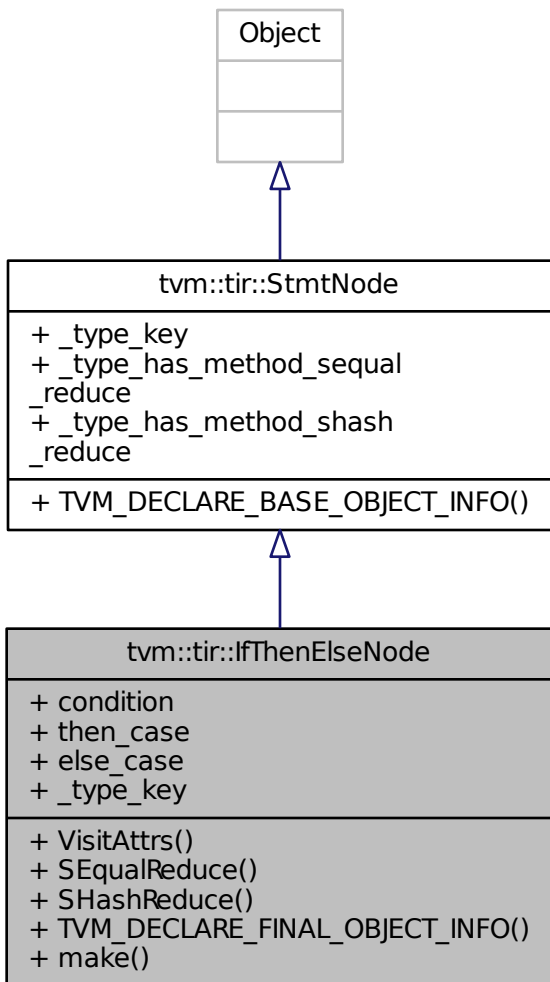 Object
tvm::tir::StmtNode
+ _type_key
+ _type_has_method_sequal
_reduce
+ _type_has_method_shash
_reduce
+ TVM_DECLARE_BASE_OBJECT_INFO()
tvm::tir::IfThenElseNode
+ condition
+ then_case
+ else_case
+ _type_key
+ VisitAttrs()
+ SEqualReduce()
+ SHashReduce()
+ TVM_DECLARE_FINAL_OBJECT_INFO()
+ make()